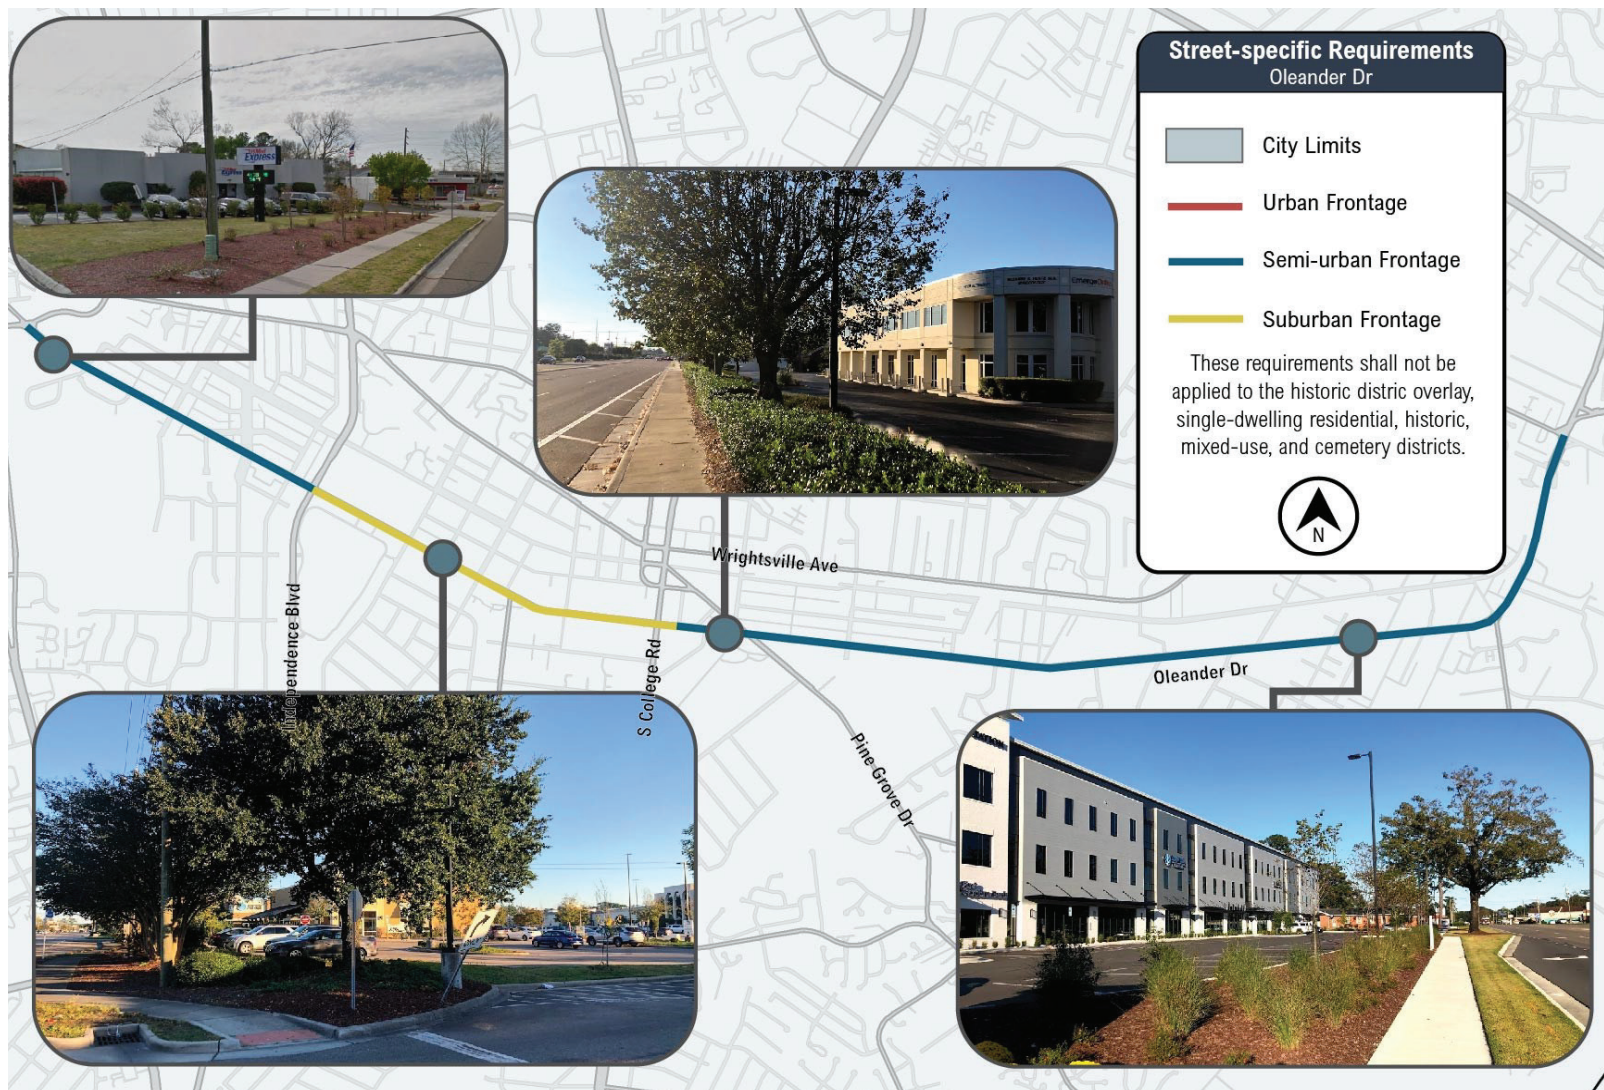 Street-specific Requirements
Oleander Dr
City Limits
Urban Frontage
Semi-urban Frontage
Suburban Frontage
These requirements shall not be
applied to the historic distric overlay,
single-dwelling residential, historic,
mixed-use, and cemetery districts.
N
Express
Wrightsville Ave
Independence Blvd
S College Rd
Oleander Dr
Pine Grove Dr